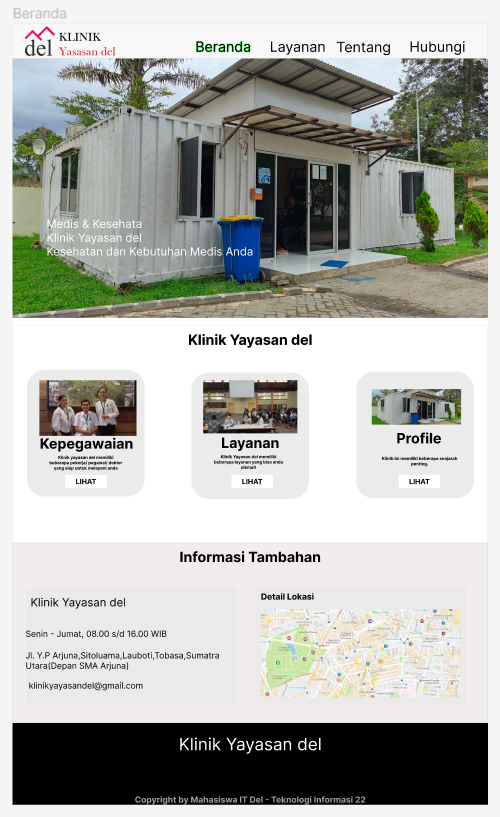 Beranda
del
KLINIK
Yasasan del
Beranda
Layanan
Tentang
Hubungi
Medis & Kesehata
Klinik Yayasan del
Kesehatan dan Kebutuhan Medis Anda
Klinik Yayasan del
Kepegawaian
Klinik yayasan del memiliki
beberapa pekerja/ pegawai/ dokter
yang siap untuk melayani anda
LIHAT
Layanan
Klinik Yayasan del memiliki
beberapa layanan yang bisa anda
nikmati
LIHAT
Profile
Klinik ini memiliki beberapa seajarah
penting.
LIHAT
Informasi Tambahan
Klinik Yayasan del
Senin - Jumat, 08.00 s/d 16.00 WIB
Jl. Y.P Arjuna,Sitoluama,Lauboti,Tobasa,Sumatra
Utara(Depan SMA Arjuna)
klinikyayasandel@gmail.com
Detail Lokasi
Klinik Yayasan del
Copyright by Mahasiswa IT Del - Teknologi Informasi 22